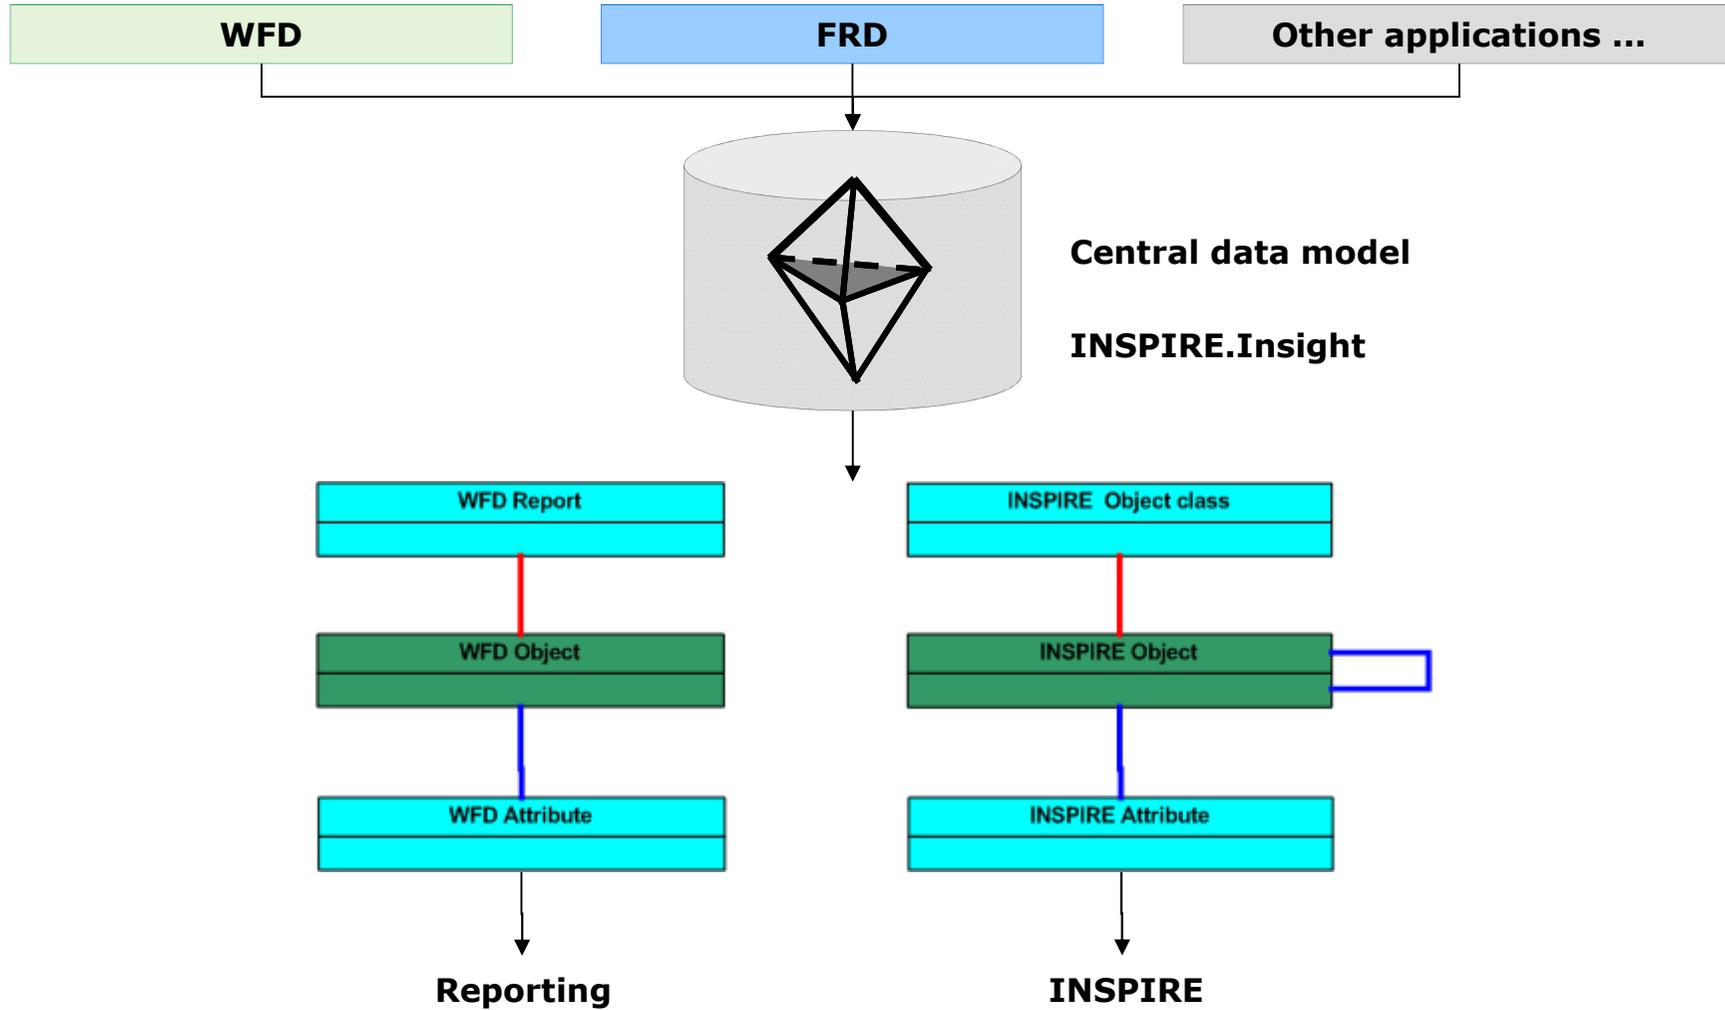 WFD
FRD
Other applications ...
Central data model
INSPIRE.Insight
WFD Report
INSPIRE  Object class
WFD Object
INSPIRE Object
WFD Attribute
INSPIRE Attribute
Reporting
INSPIRE